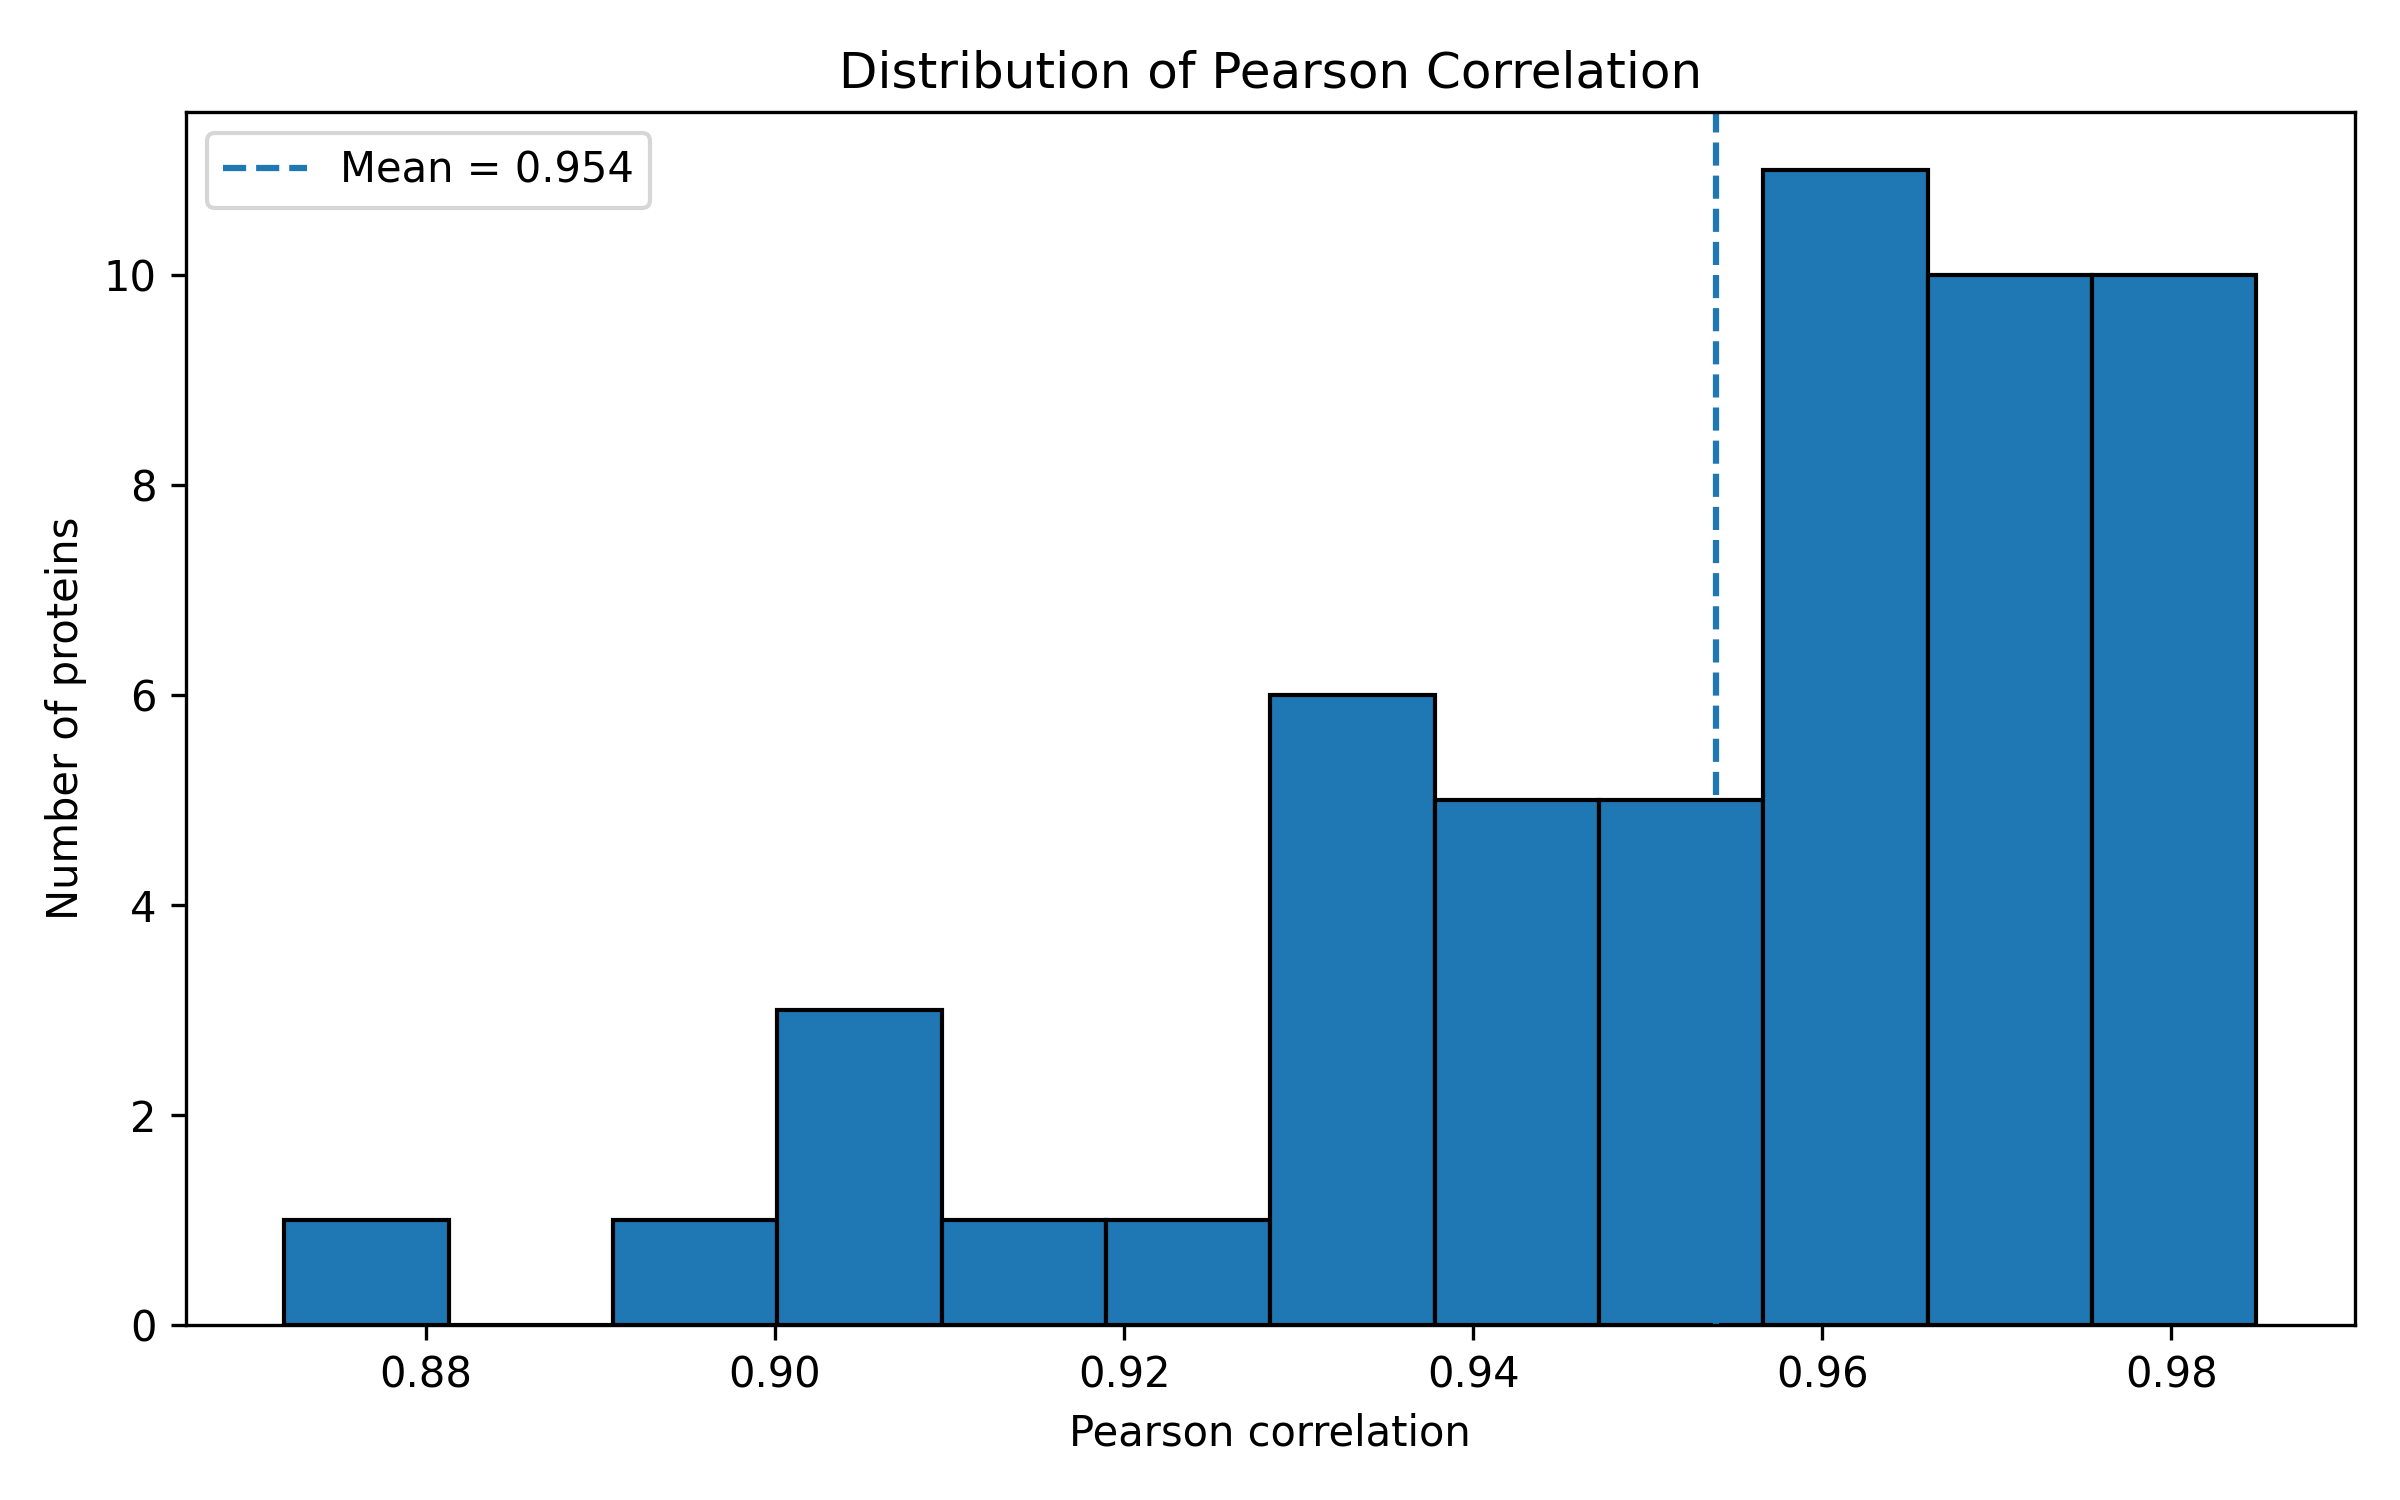 Distribution of Pearson Correlation
Mean = 0.954
Number of proteins
10
8
6
4
2
0
0.88 0.90 0.92 0.94 0.96 0.98
Pearson correlation